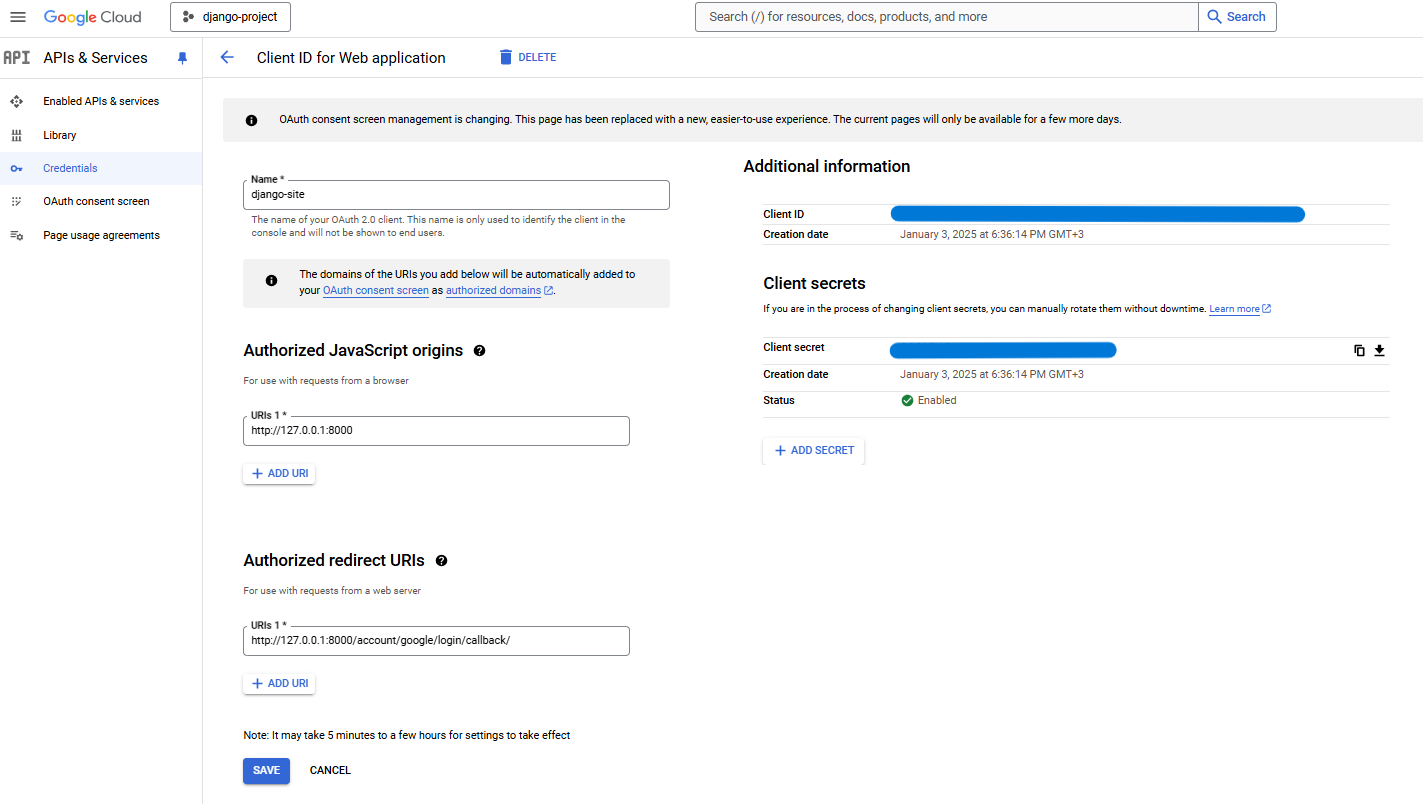 Google Cloud
django-project
Search (/) for resources, docs, products, and more
Search
API
APIs & Services
Client ID for Web application
DELETE
Enabled APIs & services
Library
Credentials
OAuth consent screen
Page usage agreements
OAuth consent screen management is changing. This page has been replaced with a new, easier-to-use experience. The current pages will only be available for a few more days.
Name *
django-site
The name of your OAuth 2.0 client. This name is only used to identify the client in the
console and will not be shown to end users.
The domains of the URIs you add below will be automatically added to
your OAuth consent screen as authorized domains.
Authorized JavaScript origins
For use with requests from a browser
URIs 1 *
http://127.0.0.1:8000
ADD URI
Authorized redirect URIs
For use with requests from a web server
URIs 1 *
http://127.0.0.1:8000/account/google/login/callback/
ADD URI
Note: It may take 5 minutes to a few hours for settings to take effect
SAVE
CANCEL
Additional information
Client ID
Creation date January 3, 2025 at 6:36:14 PM GMT+3
Client secrets
If you are in the process of changing client secrets, you can manually rotate them without downtime. Learn more
Client secret
Creation date January 3, 2025 at 6:36:14 PM GMT+3
Status Enabled
ADD SECRET